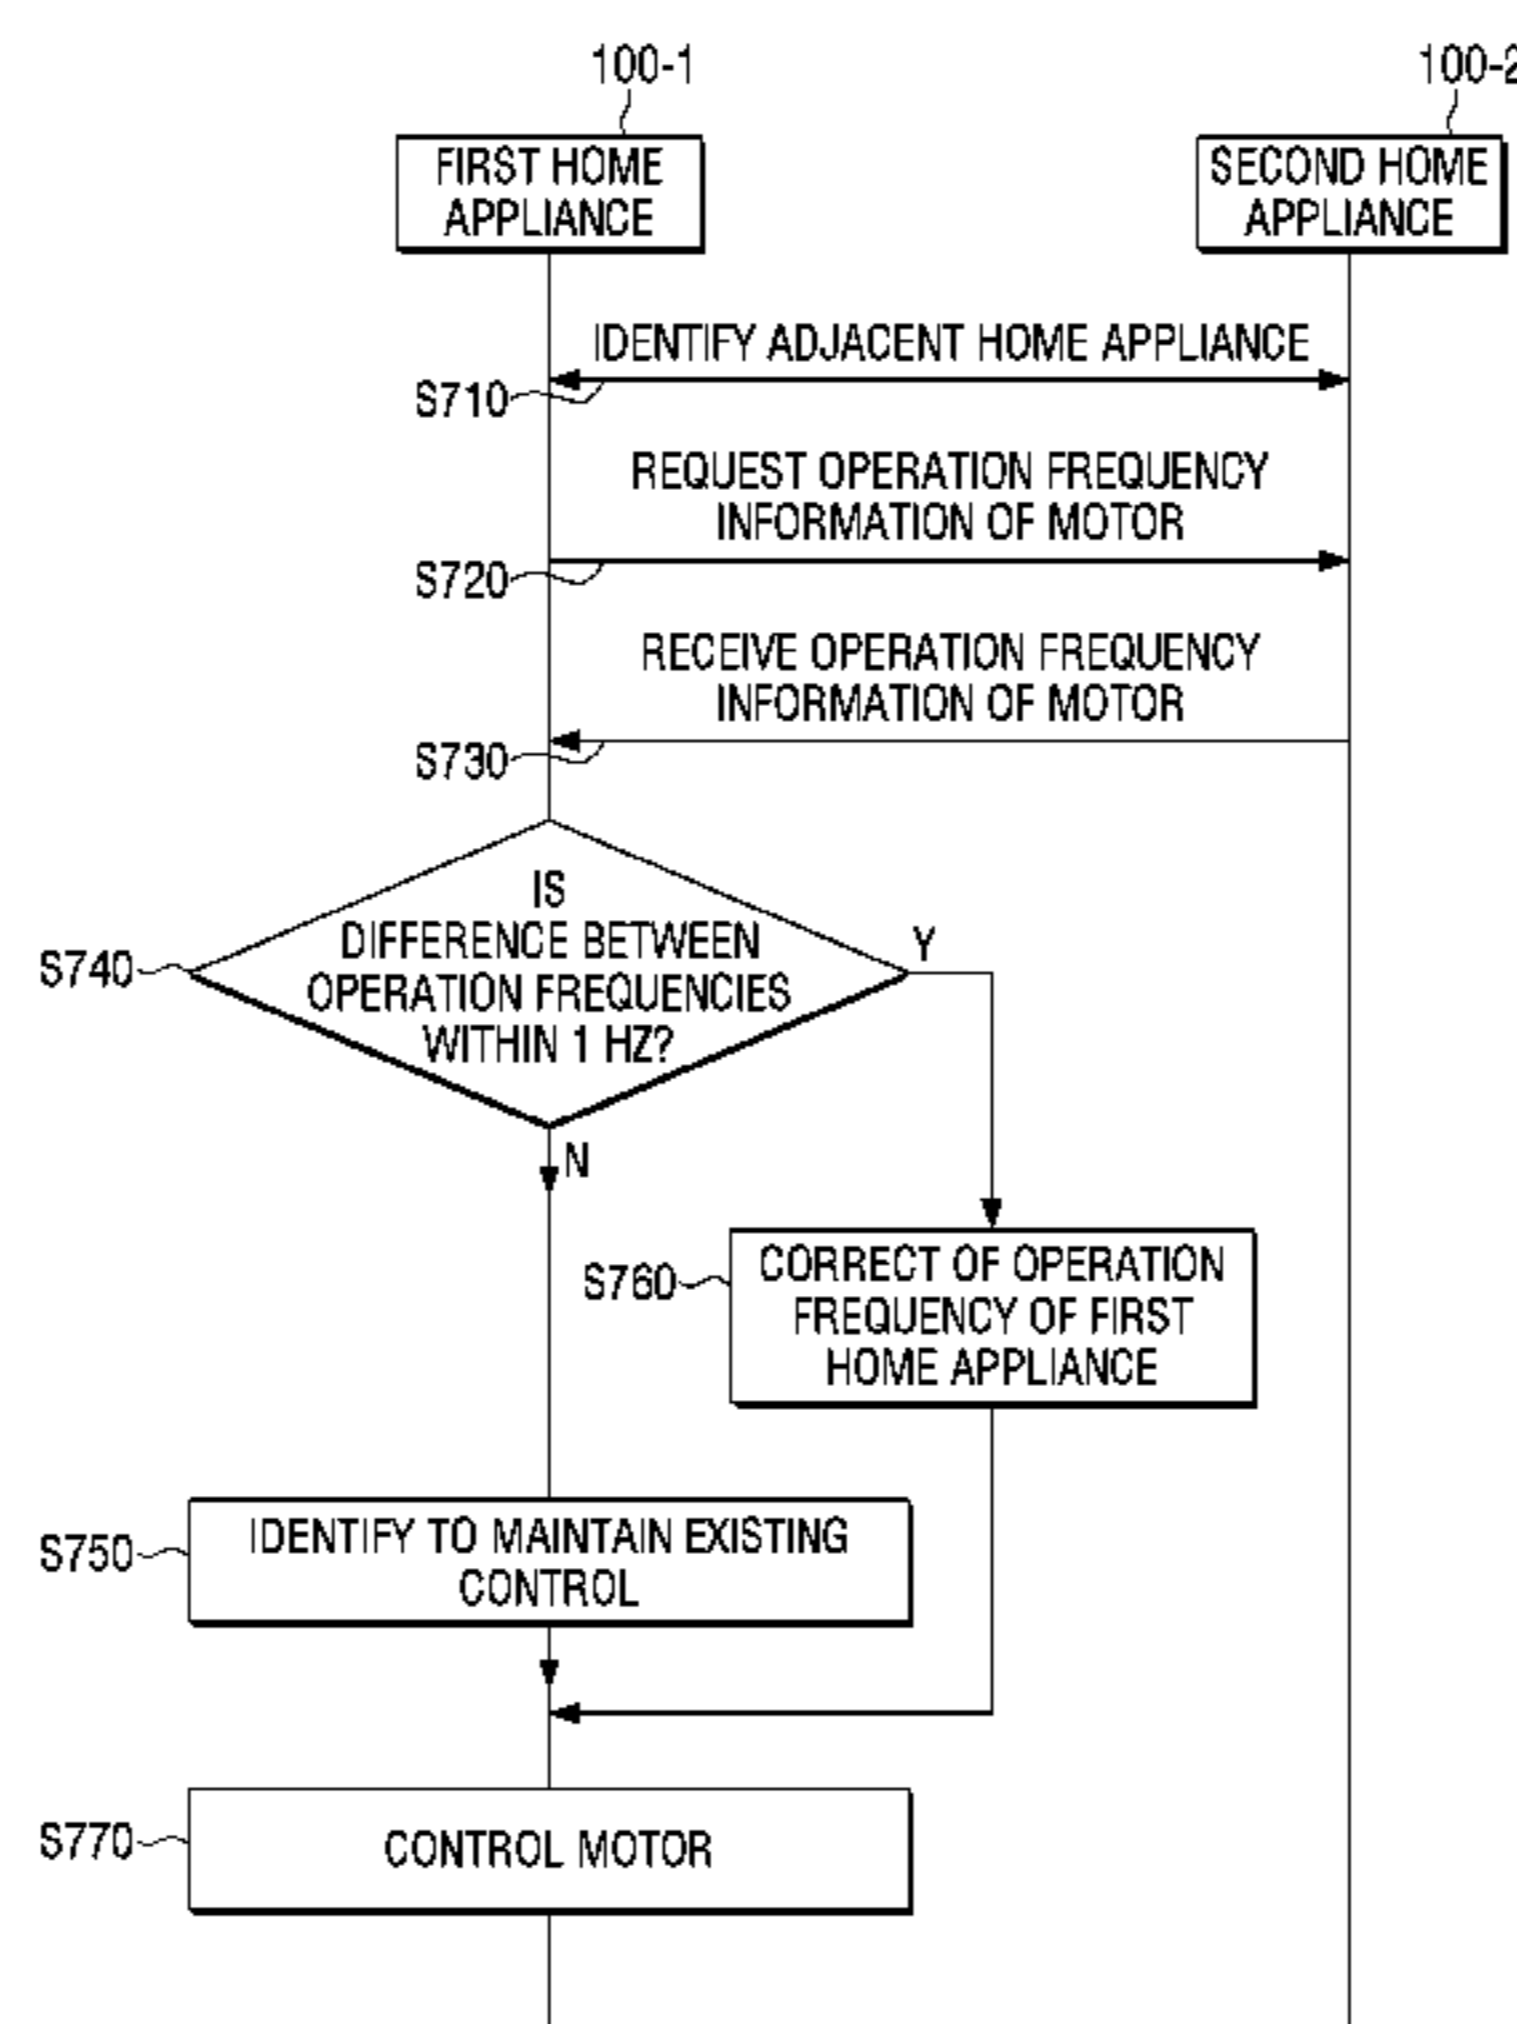 100-1
100-2
FIRST HOME
APPLIANCE
SECOND HOME
APPLIANCE
IDENTIFY ADJACENT HOME APPLIANCE
S710
REQUEST OPERATION FREQUENCY
INFORMATION OF MOTOR
S720
RECEIVE OPERATION FREQUENCY
INFORMATION OF MOTOR
S730
IS
DIFFERENCE BETWEEN
OPERATION FREQUENCIES
WITHIN 1 HZ?
S740
Y
N
S760
CORRECT OF OPERATION
FREQUENCY OF FIRST
HOME APPLIANCE
S750
IDENTIFY TO MAINTAIN EXISTING
CONTROL
S770
CONTROL MOTOR